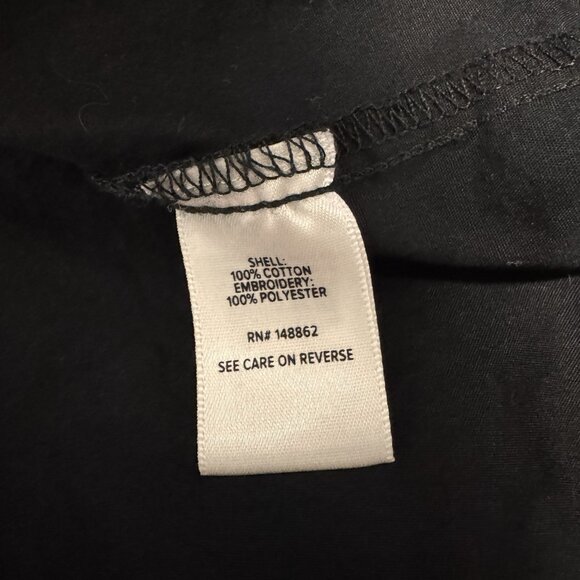 SHELL:
100% COTTON
EMBROIDERY:
100% POLYESTER
RN# 148862
SEE CARE ON REVERSE